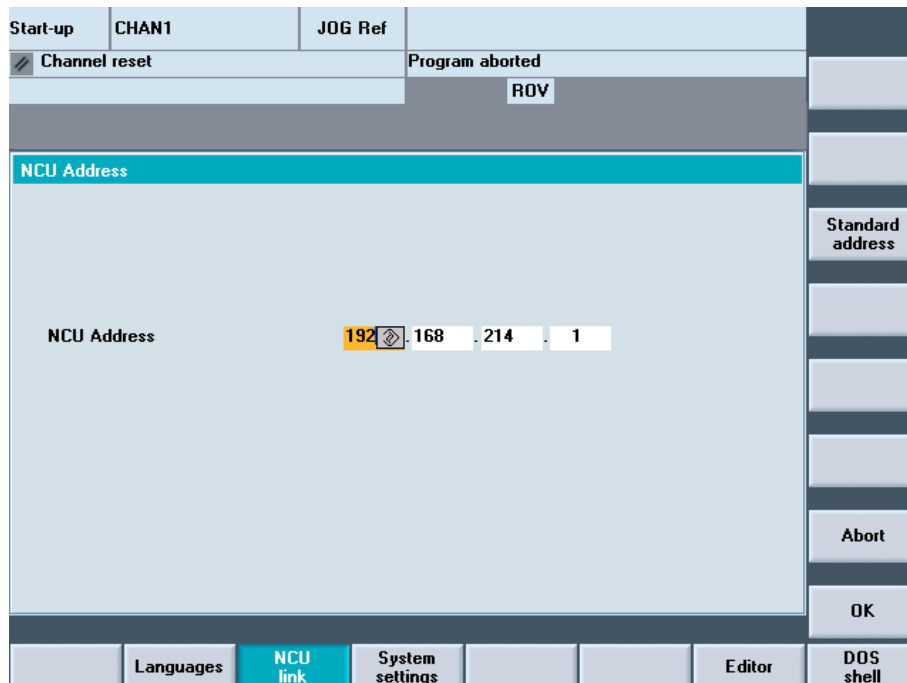 Start-up CHAN1 JOG Ref
Channel reset Program aborted
ROV
NCU Address
Standard
address
NCU Address 192 . 168 . 214 . 1
Abort
OK
Languages NCU link System settings Editor DOS shell